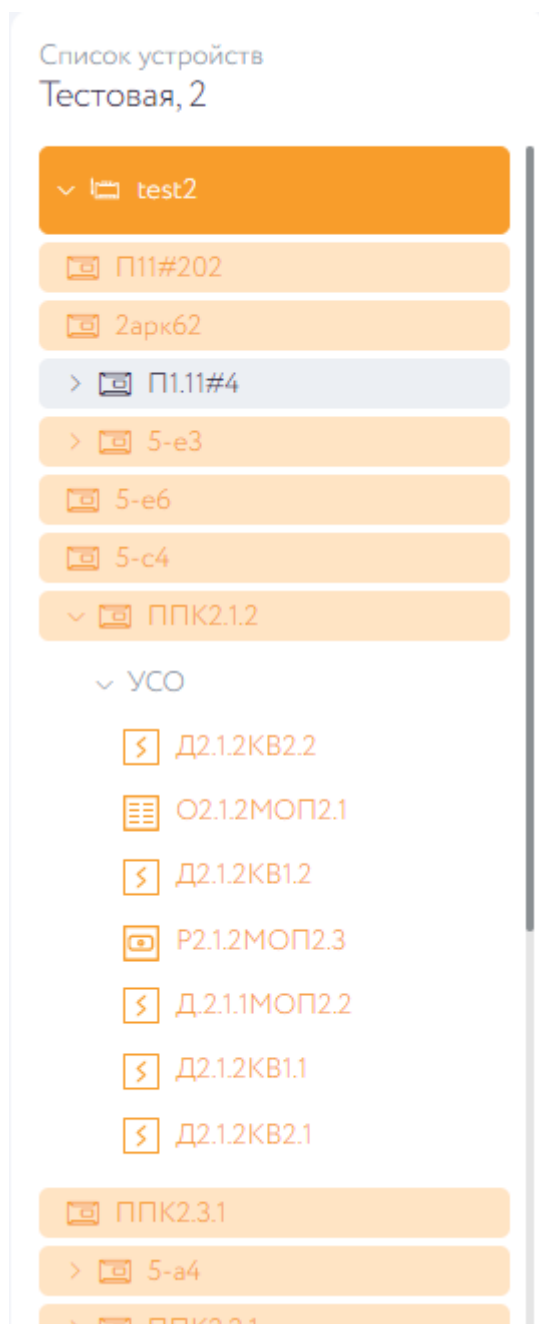 Список устройств
Тестовая, 2
test2
П11#202
2арк62
П1.11#4
5-е3
5-е6
5-с4
ППК2.1.2
УСО
Д2.1.2КВ2.2
О2.1.2МОП2.1
Д2.1.2КВ1.2
Р2.1.2МОП2.3
Д.2.1.1МОП2.2
Д2.1.2КВ1.1
Д2.1.2КВ2.1
ППК2.3.1
5-а4